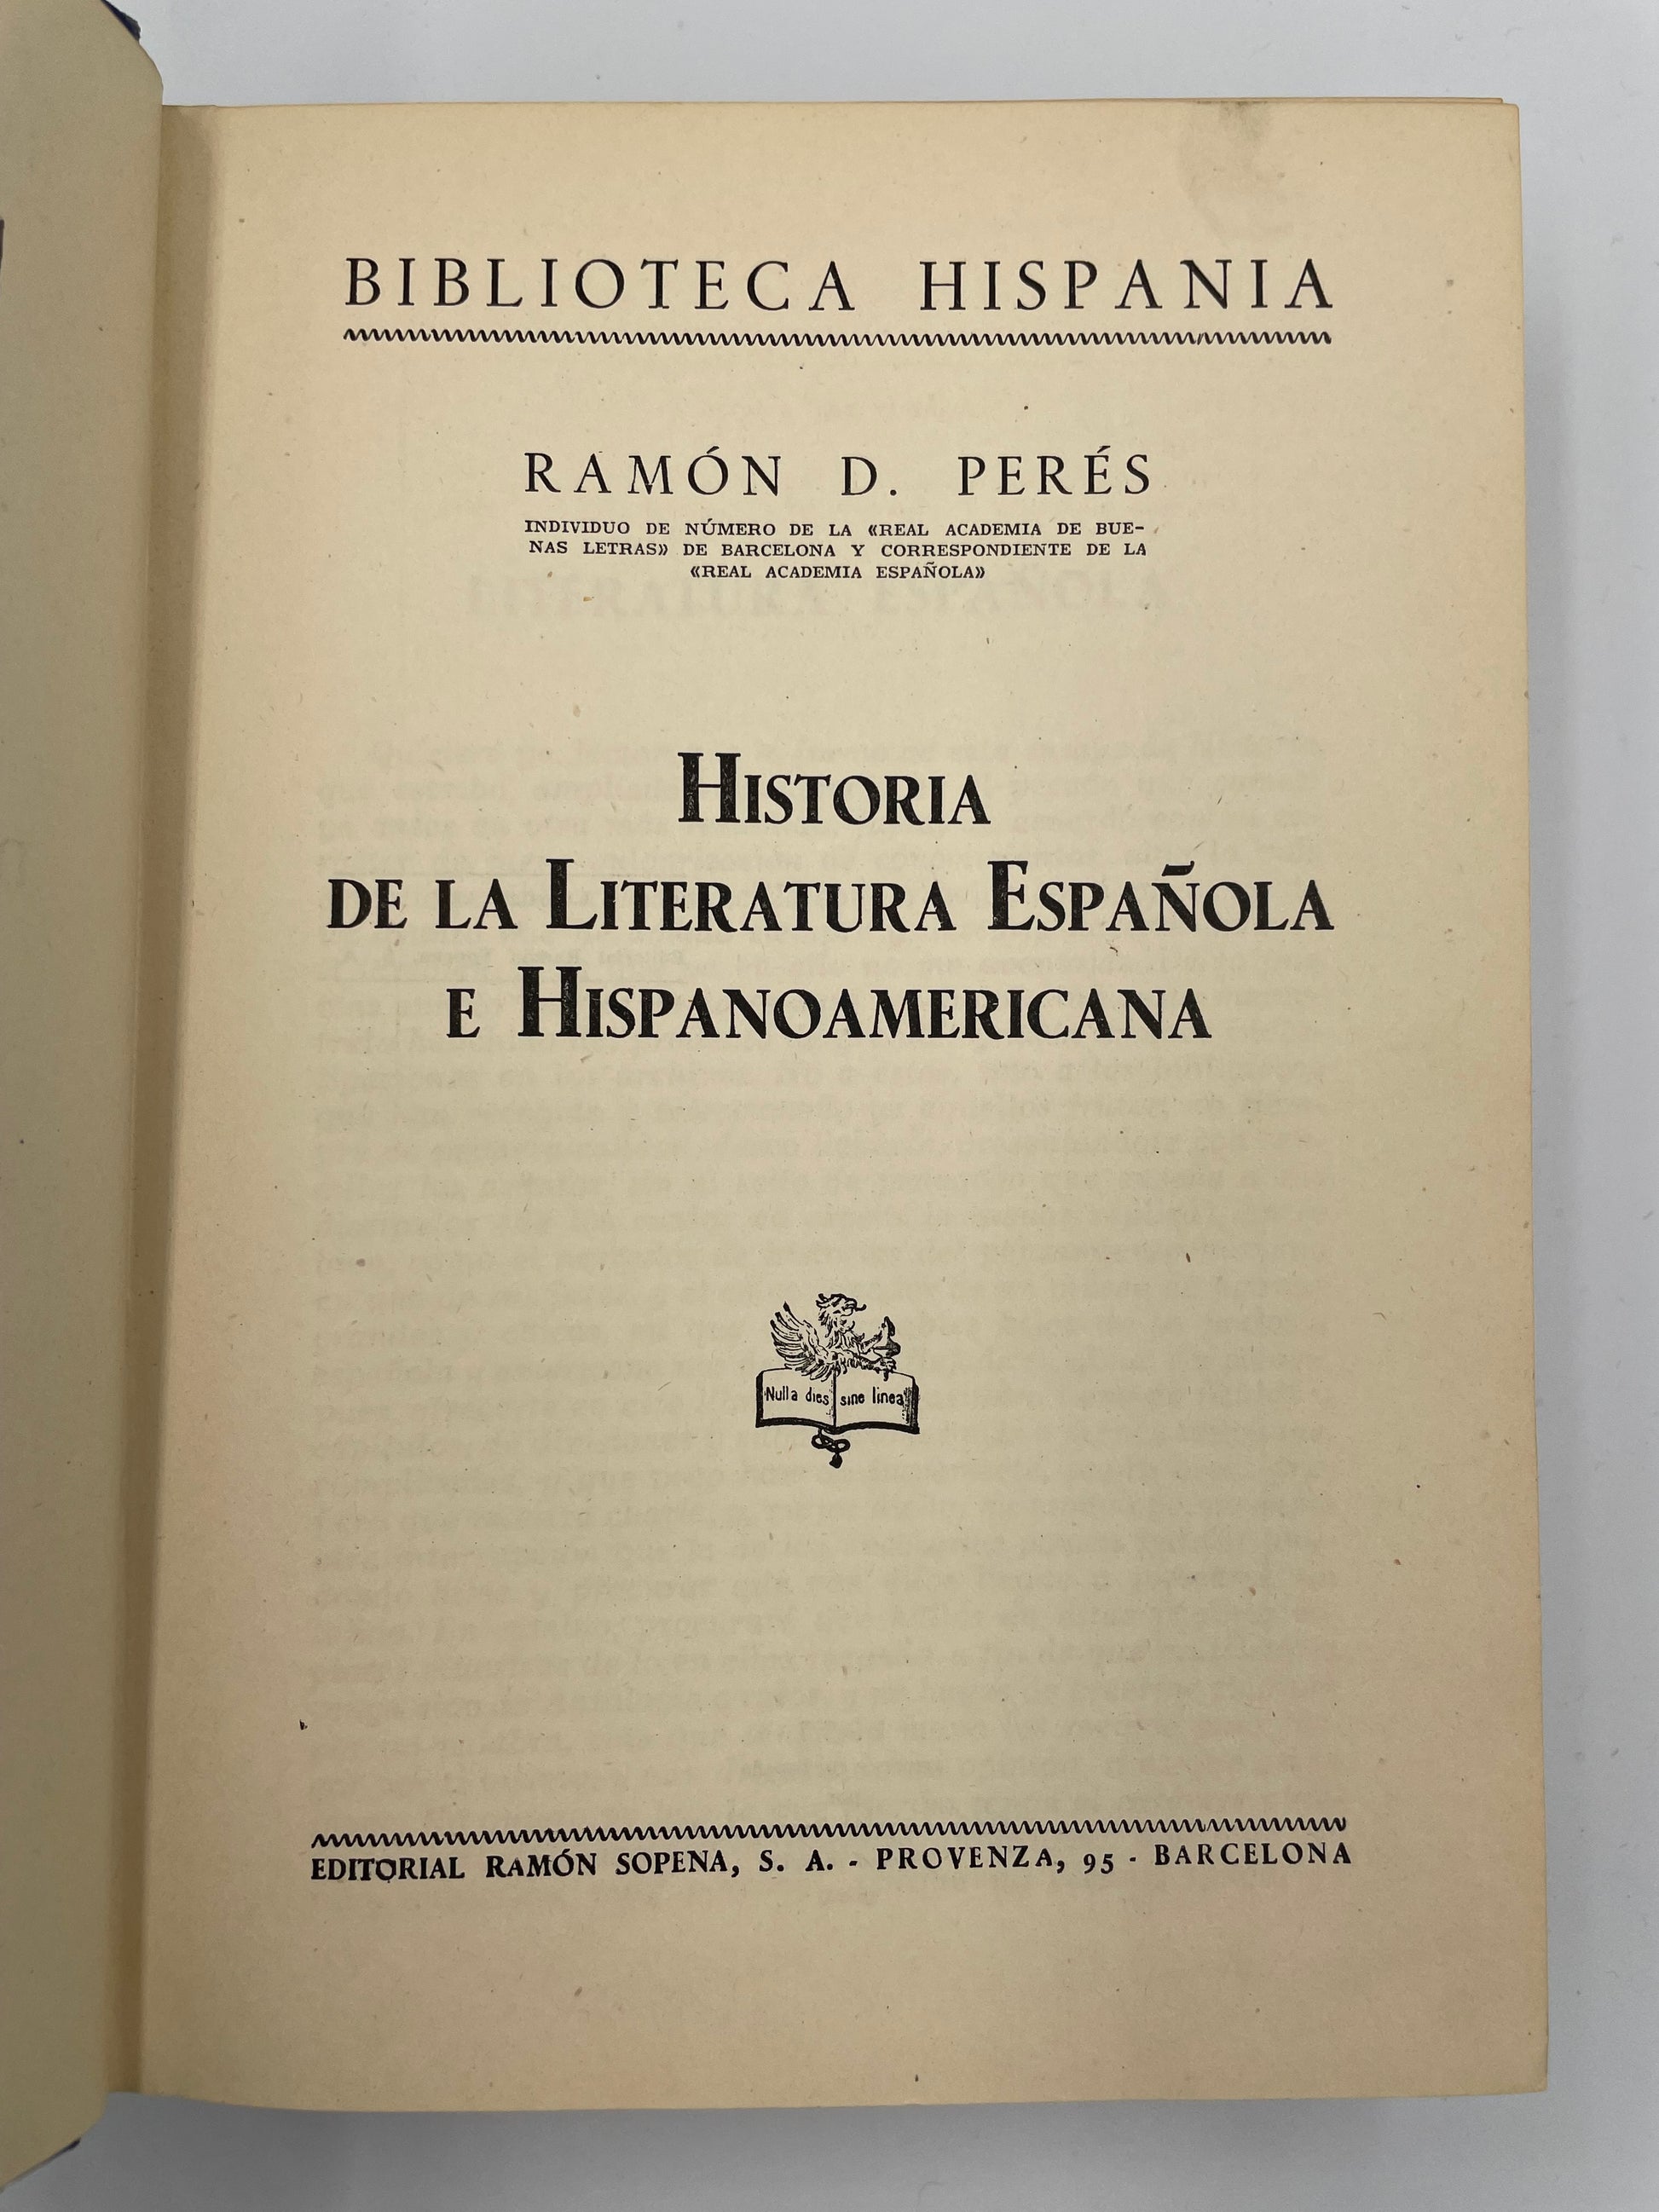 BIBLIOTECA HISPANIA
RAMÓN D. PERÉS
INDIVIDUO DE NÚMERO DE LA «REAL ACADEMIA DE BUE-
NAS LETRAS» DE BARCELONA Y CORRESPONDIENTE DE LA
«REAL ACADEMIA ESPAÑOLA»
HISTORIA
DE LA LITERATURA ESPAÑOLA
E HISPANOAMERICANA
Nulla dies sine linea
EDITORIAL RAMÓN SOPENA, S. A. - PROVENZA, 95 - BARCELONA